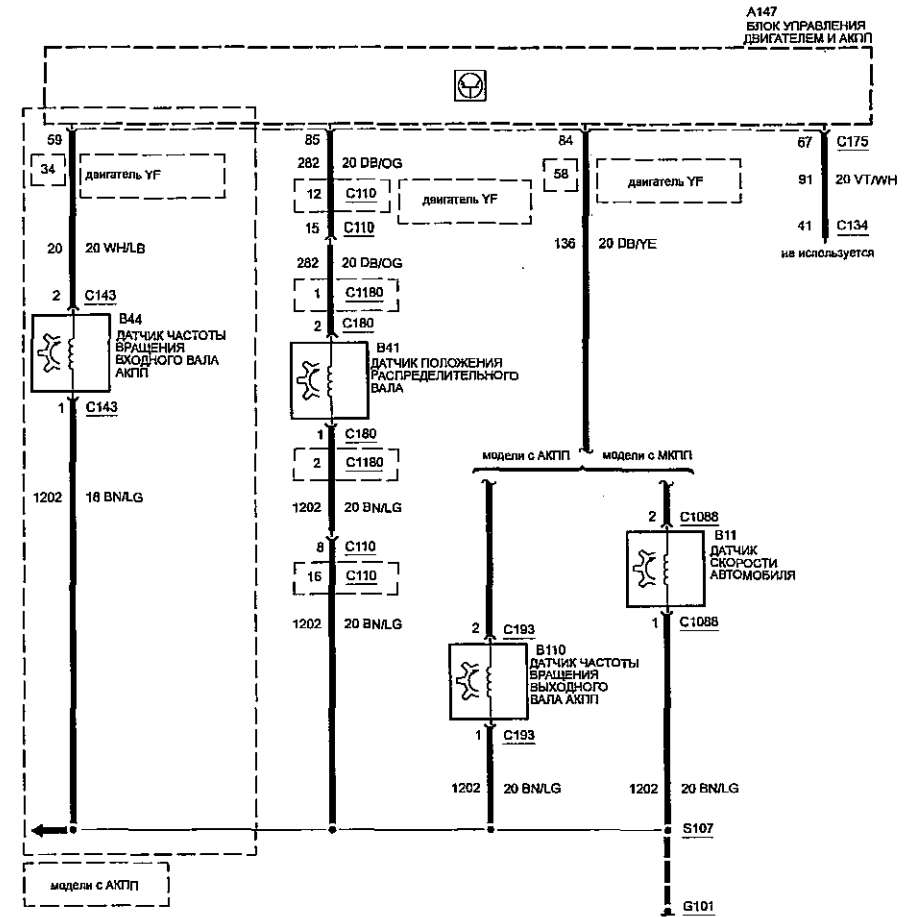 A147
БЛОК УПРАВЛЕНИЯ
ДВИГАТЕЛЕМ И АКПП
59
85
84
67 C175
34
двигатель YF
282 20 DB/OG
12 C110
двигатель YF
58
двигатель YF
91 20 VT/WH
15 C110
41 C134
не используется
20 20 WH/LB
282 20 DB/OG
136 20 DB/YE
2 C143
1 C1180
2 C180
B44
ДАТЧИК ЧАСТОТЫ
ВРАЩЕНИЯ
ВХОДНОГО ВАЛА
АКПП
B41
ДАТЧИК ПОЛОЖЕНИЯ
РАСПРЕДЕЛИТЕЛЬНОГО
ВАЛА
1 C143
1 C180
2 C1180
модели с АКПП
модели с МКПП
1202 18 BN/LG
1202 20 BN/LG
8 C110
16 C110
2 C1088
B11
ДАТЧИК
СКОРОСТИ
АВТОМОБИЛЯ
1202 20 BN/LG
1 C1088
2 C193
B110
ДАТЧИК ЧАСТОТЫ
ВРАЩЕНИЯ
ВЫХОДНОГО
ВАЛА АКПП
1 C193
1202 20 BN/LG
1202 20 BN/LG
S107
модели с АКПП
G101